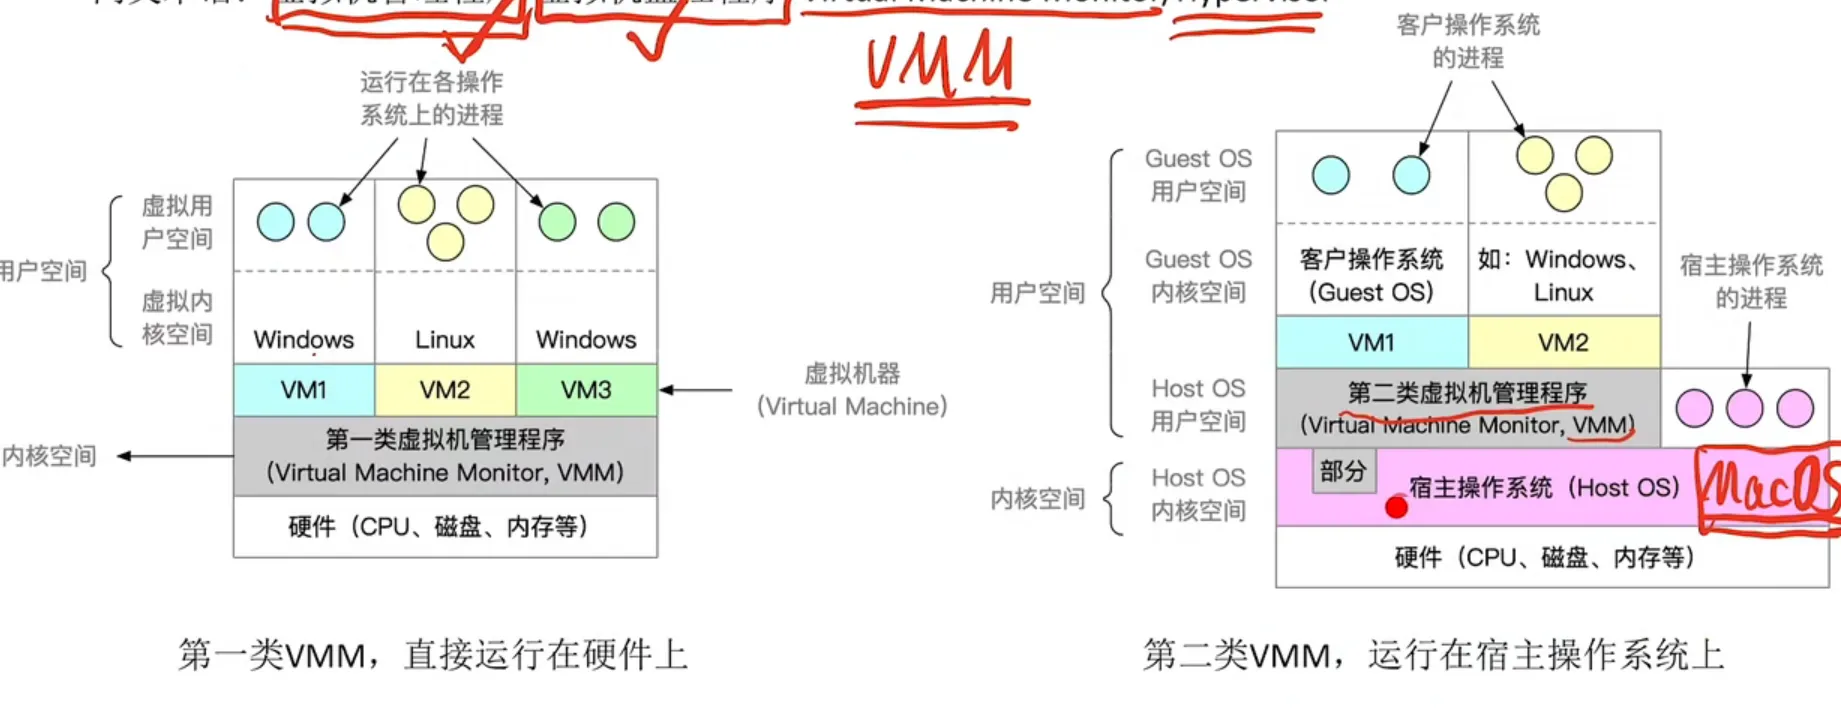 Virtual Machine Monitor/Hypervisor
VMM
运行在各操作
系统上的进程
用户空间
虚拟用
户空间
虚拟内
核空间
Windows
Linux
Windows
VM1
VM2
VM3
虚拟机器
(Virtual Machine)
内核空间
第一类虚拟机管理程序
(Virtual Machine Monitor, VMM)
硬件（CPU、磁盘、内存等）
第一类VMM，直接运行在硬件上
客户操作系统
的进程
用户空间
Guest OS
用户空间
Guest OS
内核空间
客户操作系统
(Guest OS)
如：Windows、
Linux
VM1
VM2
宿主操作系统
的进程
Host OS
用户空间
第二类虚拟机管理程序
(Virtual Machine Monitor, VMM)
内核空间
Host OS
内核空间
部分
宿主操作系统（Host OS）
MacOS
硬件（CPU、磁盘、内存等）
第二类VMM，运行在宿主操作系统上